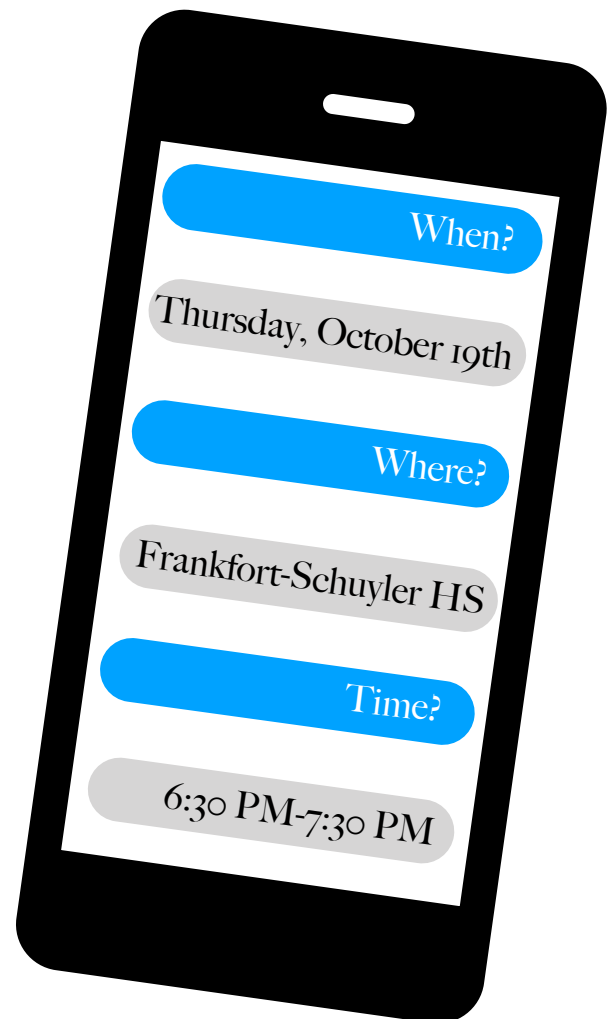 When?
Thursday, October 19th
Where?
Frankfort-Schuyler HS
Time?
6:30 PM-7:30 PM